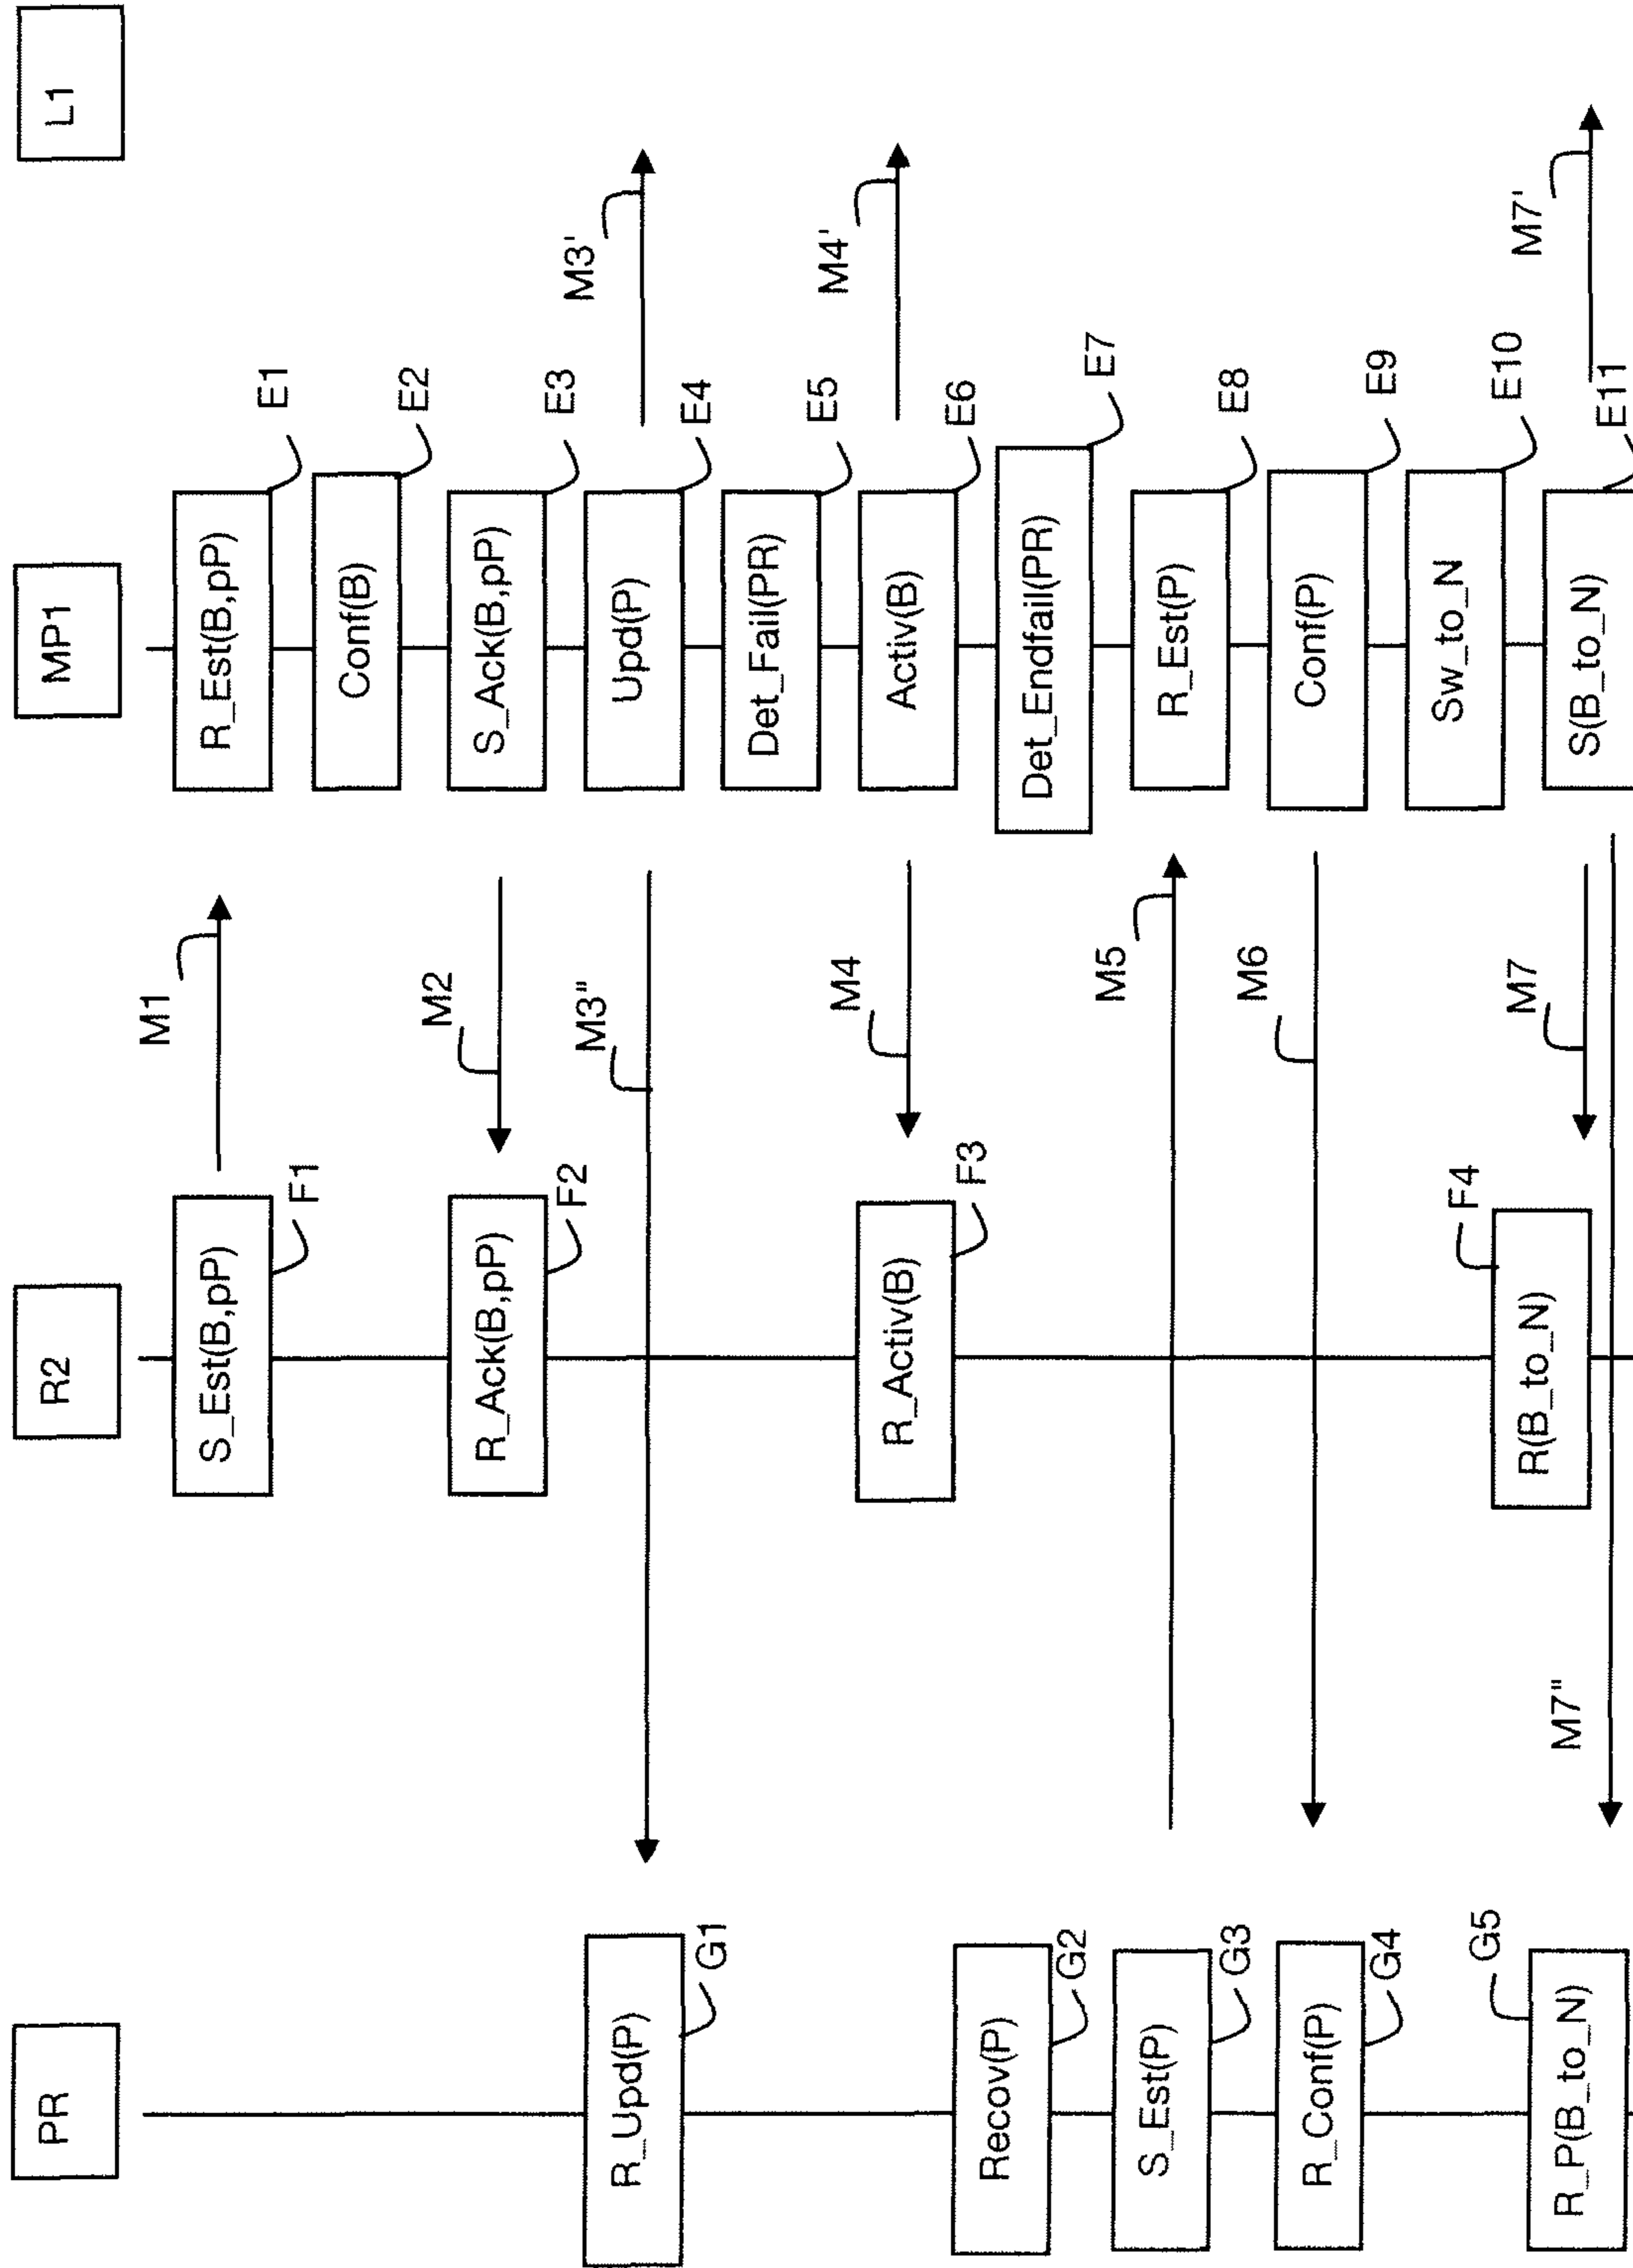 PR
R2
MP1
L1
S_Est(B,pP)
F1
M1
R_Est(B,pP)
E1
Conf(B)
E2
R_Ack(B,pP)
F2
M2
S_Ack(B,pP)
E3
R_Upd(P)
G1
M3"
Upd(P)
E4
M3'
Det_Fail(PR)
E5
R_Activ(B)
F3
M4
Activ(B)
E6
M4'
Recov(P)
G2
Det_Endfail(PR)
E7
S_Est(P)
G3
M5
R_Est(P)
E8
R_Conf(P)
G4
M6
Conf(P)
E9
Sw_to_N
E10
R_P(B_to_N)
G5
M7"
R(B_to_N)
F4
M7
S(B_to_N)
E11
M7'